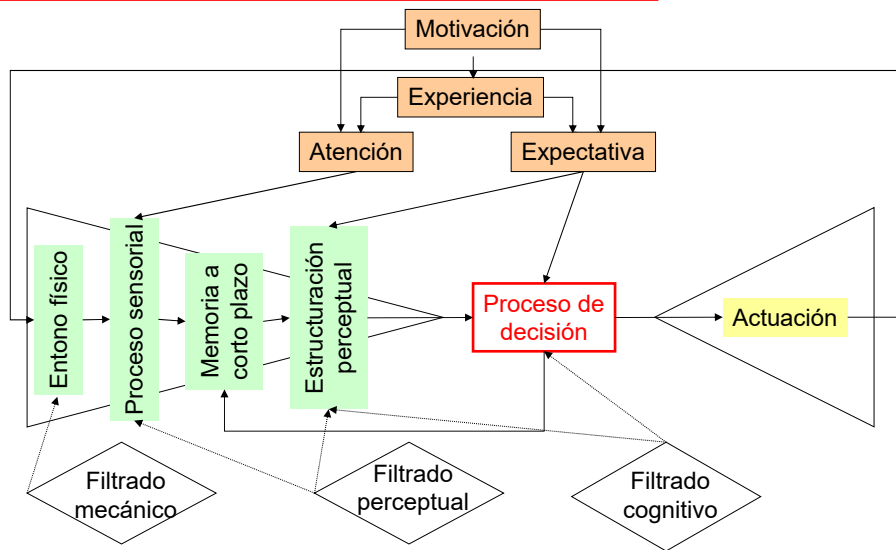 Motivación
Experiencia
Atención
Expectativa
Entono físico
Proceso sensorial
Memoria a
corto plazo
Estructuración
perceptual
Proceso de
decisión
Actuación
Filtrado
mecánico
Filtrado
perceptual
Filtrado
cognitivo